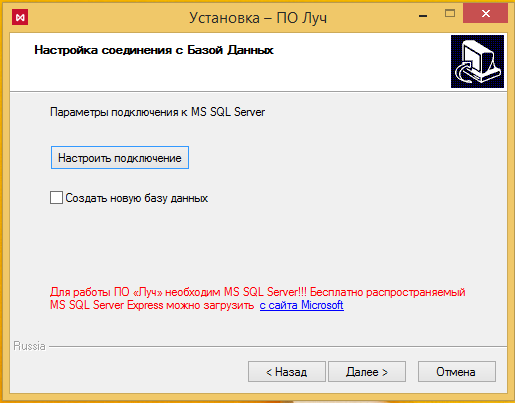 Установка – ПО Луч
Настройка соединения с Базой Данных
Параметры подключения к MS SQL Server
Настроить подключение
Создать новую базу данных
Для работы ПО «Луч» необходим MS SQL Server!!! Бесплатно распространяемый
MS SQL Server Express можно загрузить с сайта Microsoft
Russia
< Назад Далее > Отмена